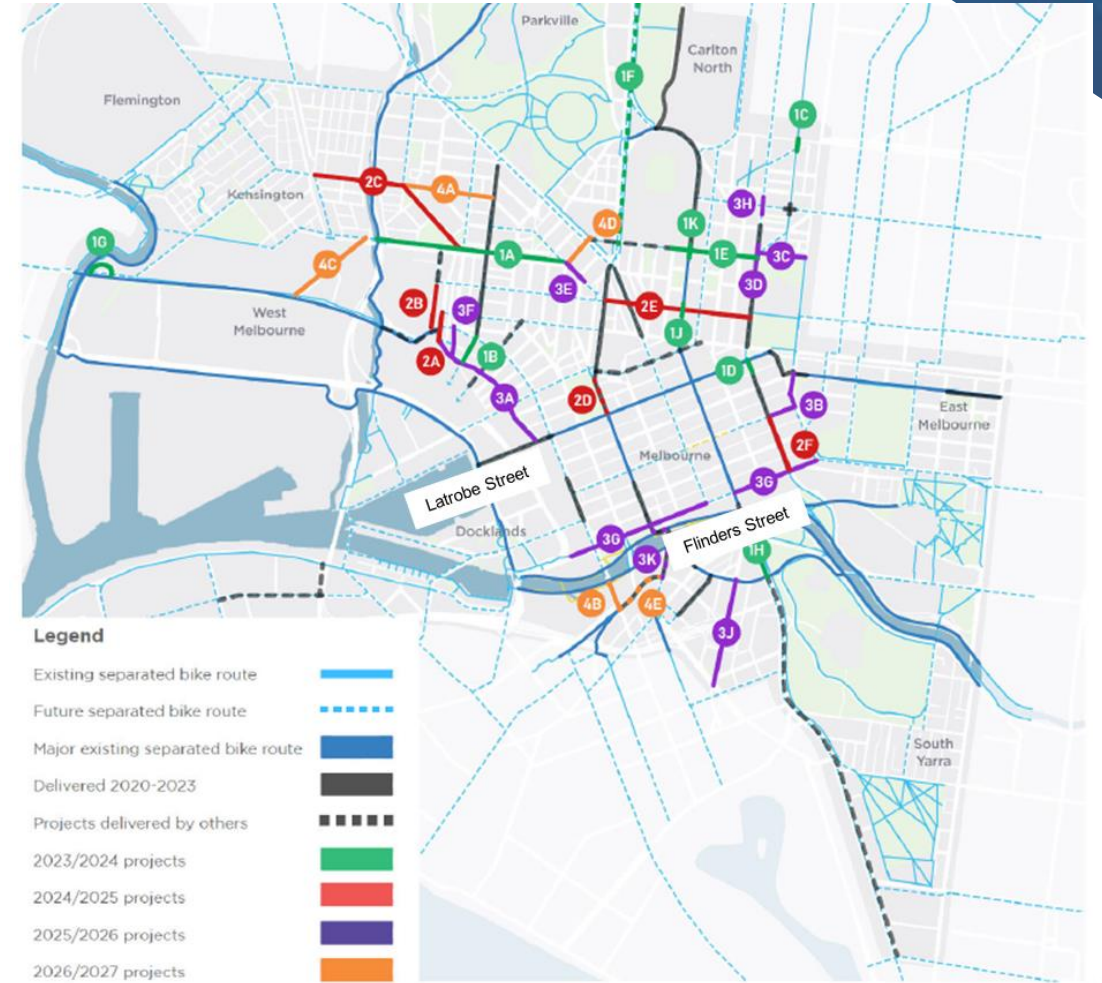 Parkville
Carlton
North
1F
Flemington
1C
2C
4A
Kensington
3H
4D
1K
1G
1A
1E
3C
4C
3E
3D
2B
3F
2E
West
Melbourne
1J
2A
1B
1D
3A
2D
3B
East
Melbourne
2F
Melbourne
Latrobe Street
3G
Docklands
Flinders Street
3G
3K
1H
4B
4E
3J
South
Yarra
Legend
Existing separated bike route
Future separated bike route
Major existing separated bike route
Delivered 2020-2023
Projects delivered by others
2023/2024 projects
2024/2025 projects
2025/2026 projects
2026/2027 projects